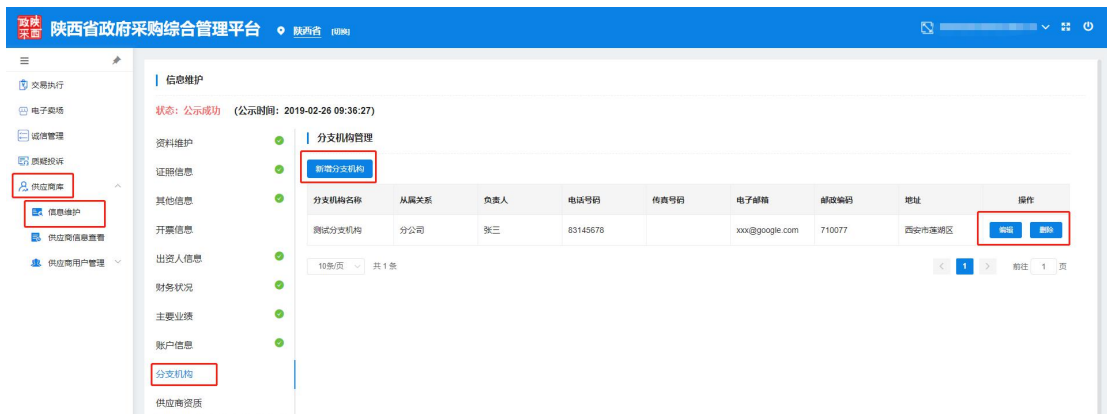 政陕
采西
陕西省政府采购综合管理平台
陕西省 [切换]
交易执行
电子卖场
诚信管理
质疑投诉
供应商库
信息维护
供应商信息查看
供应商用户管理
信息维护
状态：公示成功 (公示时间：2019-02-26 09:36:27)
资料维护
证照信息
其他信息
开票信息
出资人信息
财务状况
主要业绩
账户信息
分支机构
供应商资质
分支机构管理
新增分支机构
分支机构名称 从属关系 负责人 电话号码 传真号码 电子邮箱 邮政编码 地址 操作
测试分支机构 分公司 张三 83145678 xxx@google.com 710077 西安市莲湖区 编辑 删除
10条/页 共 1 条
1
前往 1 页